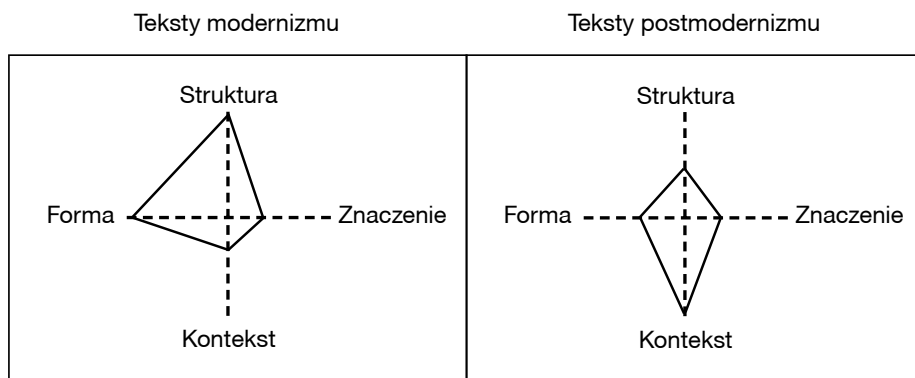 Teksty modernizmu
Teksty postmodernizmu
Struktura
Forma
Znaczenie
Kontekst
Struktura
Forma
Znaczenie
Kontekst